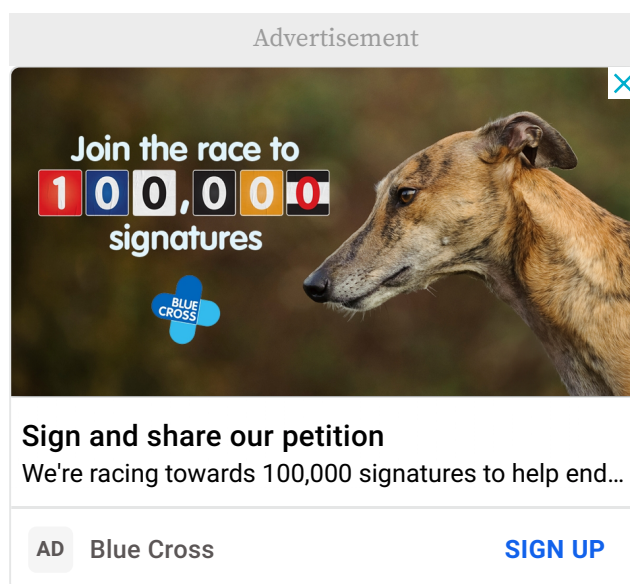 Advertisement
Join the race to
100,000
signatures
BLUE
CROSS
Sign and share our petition
We're racing towards 100,000 signatures to help end...
AD Blue Cross SIGN UP